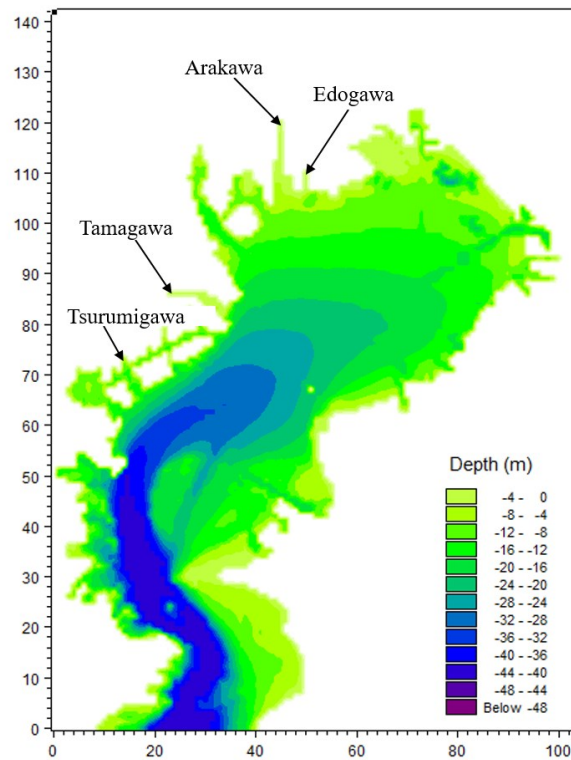 140
130
120
110
100
90
80
70
60
50
40
30
20
10
0
Arakawa
Edogawa
Tamagawa
Tsurumigawa
Depth (m)
-4 - 0
-8 - -4
-12 - -8
-16 - -12
-20 - -16
-24 - -20
-28 - -24
-32 - -28
-36 - -32
-40 - -36
-44 - -40
-48 - -44
Below -48
0 20 40 60 80 100